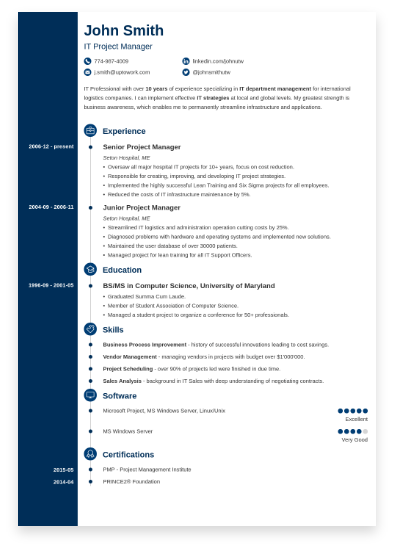 John Smith
IT Project Manager
774-987-4009
linkedin.com/johnutw
j.smith@uptowork.com
@johnsmithutw
IT Professional with over 10 years of experience specializing in IT department management for international
logistics companies. I can implement effective IT strategies at local and global levels. My greatest strength is
business awareness, which enables me to permanently streamline infrastructure and applications.
Experience
2006-12 - present
Senior Project Manager
Seton Hospital, ME
• Oversaw all major hospital IT projects for 10+ years, focus on cost reduction.
• Responsible for creating, improving, and developing IT project strategies.
• Implemented the highly successful Lean Training and Six Sigma projects for all employees.
• Reduced the costs of IT infrastructure maintenance by 5%.
2004-09 - 2006-11
Junior Project Manager
Seton Hospital, ME
• Streamlined IT logistics and administration operation cutting costs by 25%.
• Diagnosed problems with hardware and operating systems and implemented new solutions.
• Maintained the user database of over 30000 patients.
• Managed project for lean training for all IT Support Officers.
Education
1996-09 - 2001-05
BS/MS in Computer Science, University of Maryland
• Graduated Summa Cum Laude.
• Member of Student Association of Computer Science.
• Managed a student project to organize a conference for 50+ professionals.
Skills
Business Process Improvement - history of successful innovations leading to cost savings.
Vendor Management - managing vendors in projects with budget over $1'000'000.
Project Scheduling - over 90% of projects led were finished in due time.
Sales Analysis - background in IT Sales with deep understanding of negotiating contracts.
Software
Microsoft Project, MS Windows Server, Linux/Unix
Excellent
MS Windows Server
Very Good
Certifications
2015-05
PMP - Project Management Institute
2014-04
PRINCE2® Foundation